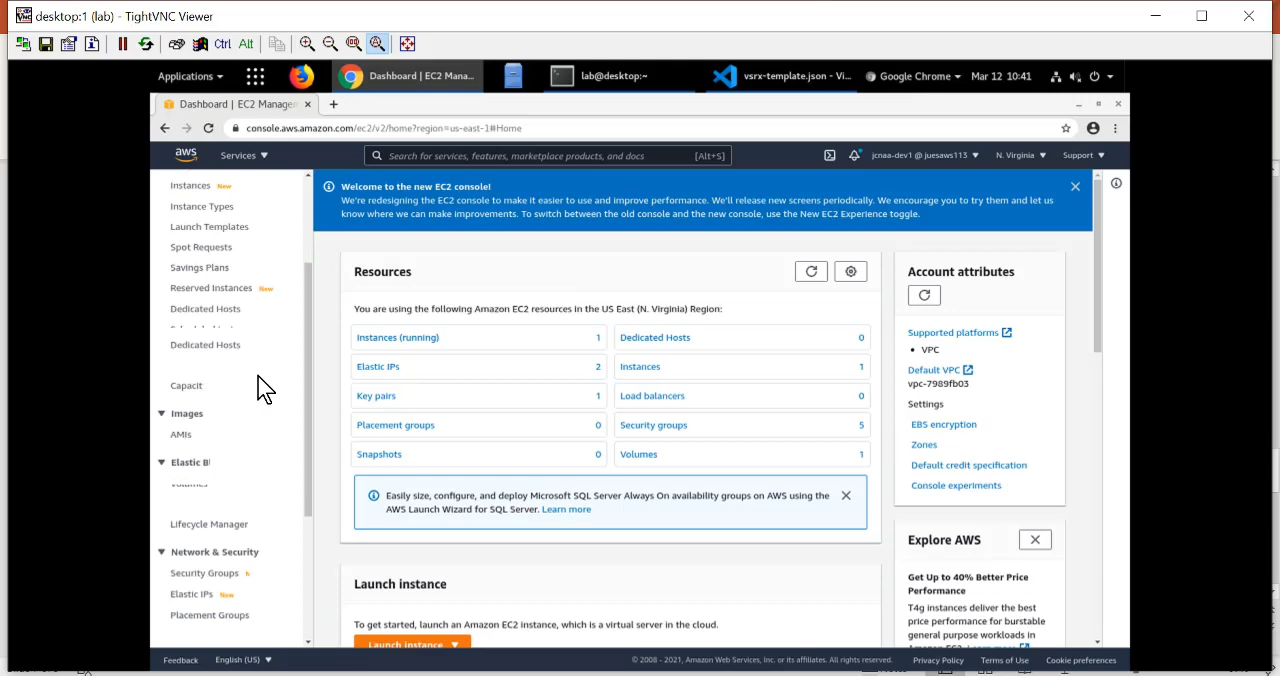 desktop:1 (lab) - TightVNC Viewer
Ctrl Alt
Applications
Dashboard | EC2 Mana...
lab@desktop:~
vsrx-template.json - Vi...
Google Chrome
Mar 12 10:41
Dashboard | EC2 Managem
console.aws.amazon.com/ec2/v2/home?region=us-east-1#Home
aws
Services
Search for services, features, marketplace products, and docs
[Alt+S]
jcnaa-dev1 @ juesaws113
N. Virginia
Support
Instances New
Instance Types
Launch Templates
Spot Requests
Savings Plans
Reserved Instances New
Dedicated Hosts
Dedicated Hosts
Capacit
Images
AMIs
Elastic Bl
Volumes
Lifecycle Manager
Network & Security
Security Groups N
Elastic IPs New
Placement Groups
Welcome to the new EC2 console!
We're redesigning the EC2 console to make it easier to use and improve performance. We'll release new screens periodically. We encourage you to try them and let
us know where we can make improvements. To switch between the old console and the new console, use the New EC2 Experience toggle.
Resources
You are using the following Amazon EC2 resources in the US East (N. Virginia) Region:
Instances (running) 1
Dedicated Hosts 0
Elastic IPs 2
Instances 1
Key pairs 1
Load balancers 0
Placement groups 0
Security groups 5
Snapshots 0
Volumes 1
Easily size, configure, and deploy Microsoft SQL Server Always On availability groups on AWS using the
AWS Launch Wizard for SQL Server. Learn more
Launch instance
To get started, launch an Amazon EC2 instance, which is a virtual server in the cloud.
Launch instance
Account attributes
Supported platforms
VPC
Default VPC
vpc-7989fb03
Settings
EBS encryption
Zones
Default credit specification
Console experiments
Explore AWS
Get Up to 40% Better Price
Performance
T4g instances deliver the best
price performance for burstable
general purpose workloads in
Amazon EC2. Learn more
Feedback
English (US)
© 2008 - 2021, Amazon Web Services, Inc. or its affiliates. All rights reserved.
Privacy Policy
Terms of Use
Cookie preferences